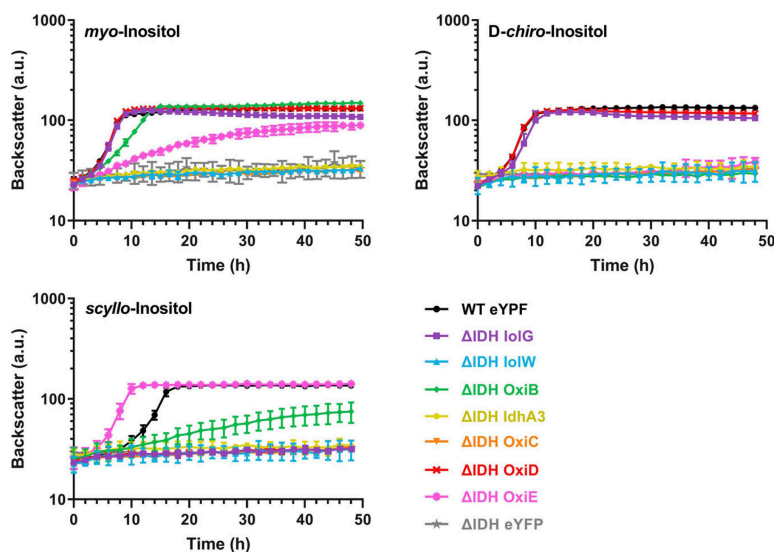 myo-Inositol
Backscatter (a.u.)
1000
100
10
0 10 20 30 40 50
Time (h)
D-chiro-Inositol
Backscatter (a.u.)
1000
100
10
0 10 20 30 40 50
Time (h)
scyllo-Inositol
Backscatter (a.u.)
1000
100
10
0 10 20 30 40 50
Time (h)
WT eYPF
ΔIDH IolG
ΔIDH IolW
ΔIDH OxiB
ΔIDH IdhA3
ΔIDH OxiC
ΔIDH OxiD
ΔIDH OxiE
ΔIDH eYFP